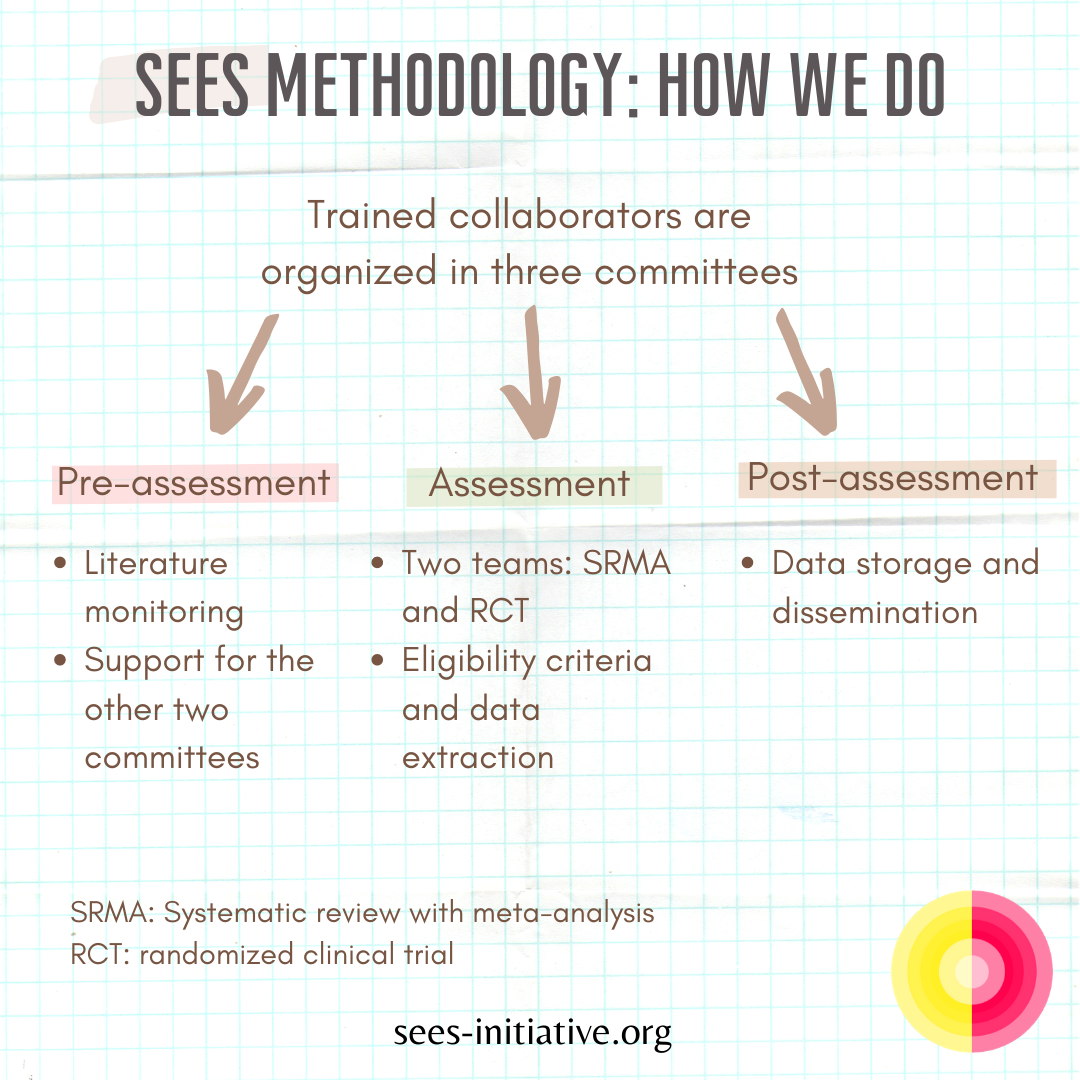 SEES METHODOLOGY: HOW WE DO
Trained collaborators are
organized in three committees
Pre-assessment
• Literature
monitoring
• Support for the
other two
committees
Assessment
• Two teams: SRMA
and RCT
• Eligibility criteria
and data
extraction
Post-assessment
• Data storage and
dissemination
SRMA: Systematic review with meta-analysis
RCT: randomized clinical trial
sees-initiative.org